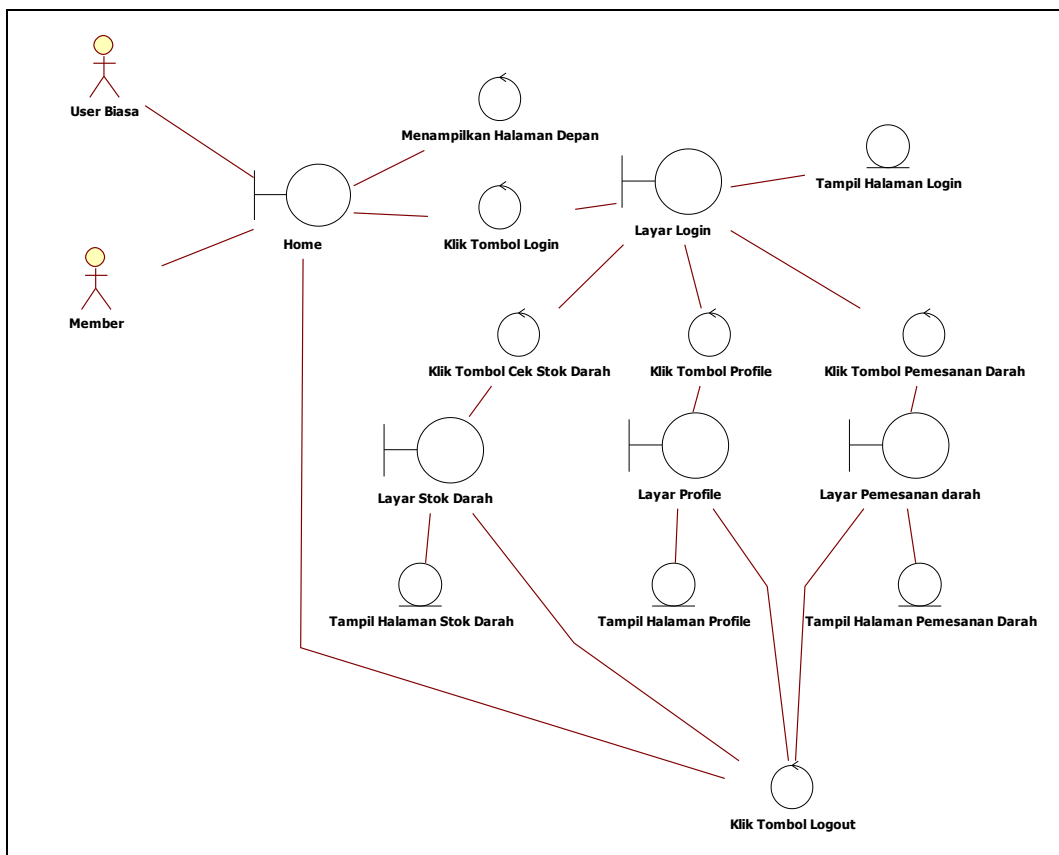 User Biasa
Menampilkan Halaman Depan
Tampil Halaman Login
Home
Klik Tombol Login
Layar Login
Member
Klik Tombol Cek Stok Darah
Klik Tombol Profile
Klik Tombol Pemesanan Darah
Layar Stok Darah
Layar Profile
Layar Pemesanan darah
Tampil Halaman Stok Darah
Tampil Halaman Profile
Tampil Halaman Pemesanan Darah
Klik Tombol Logout